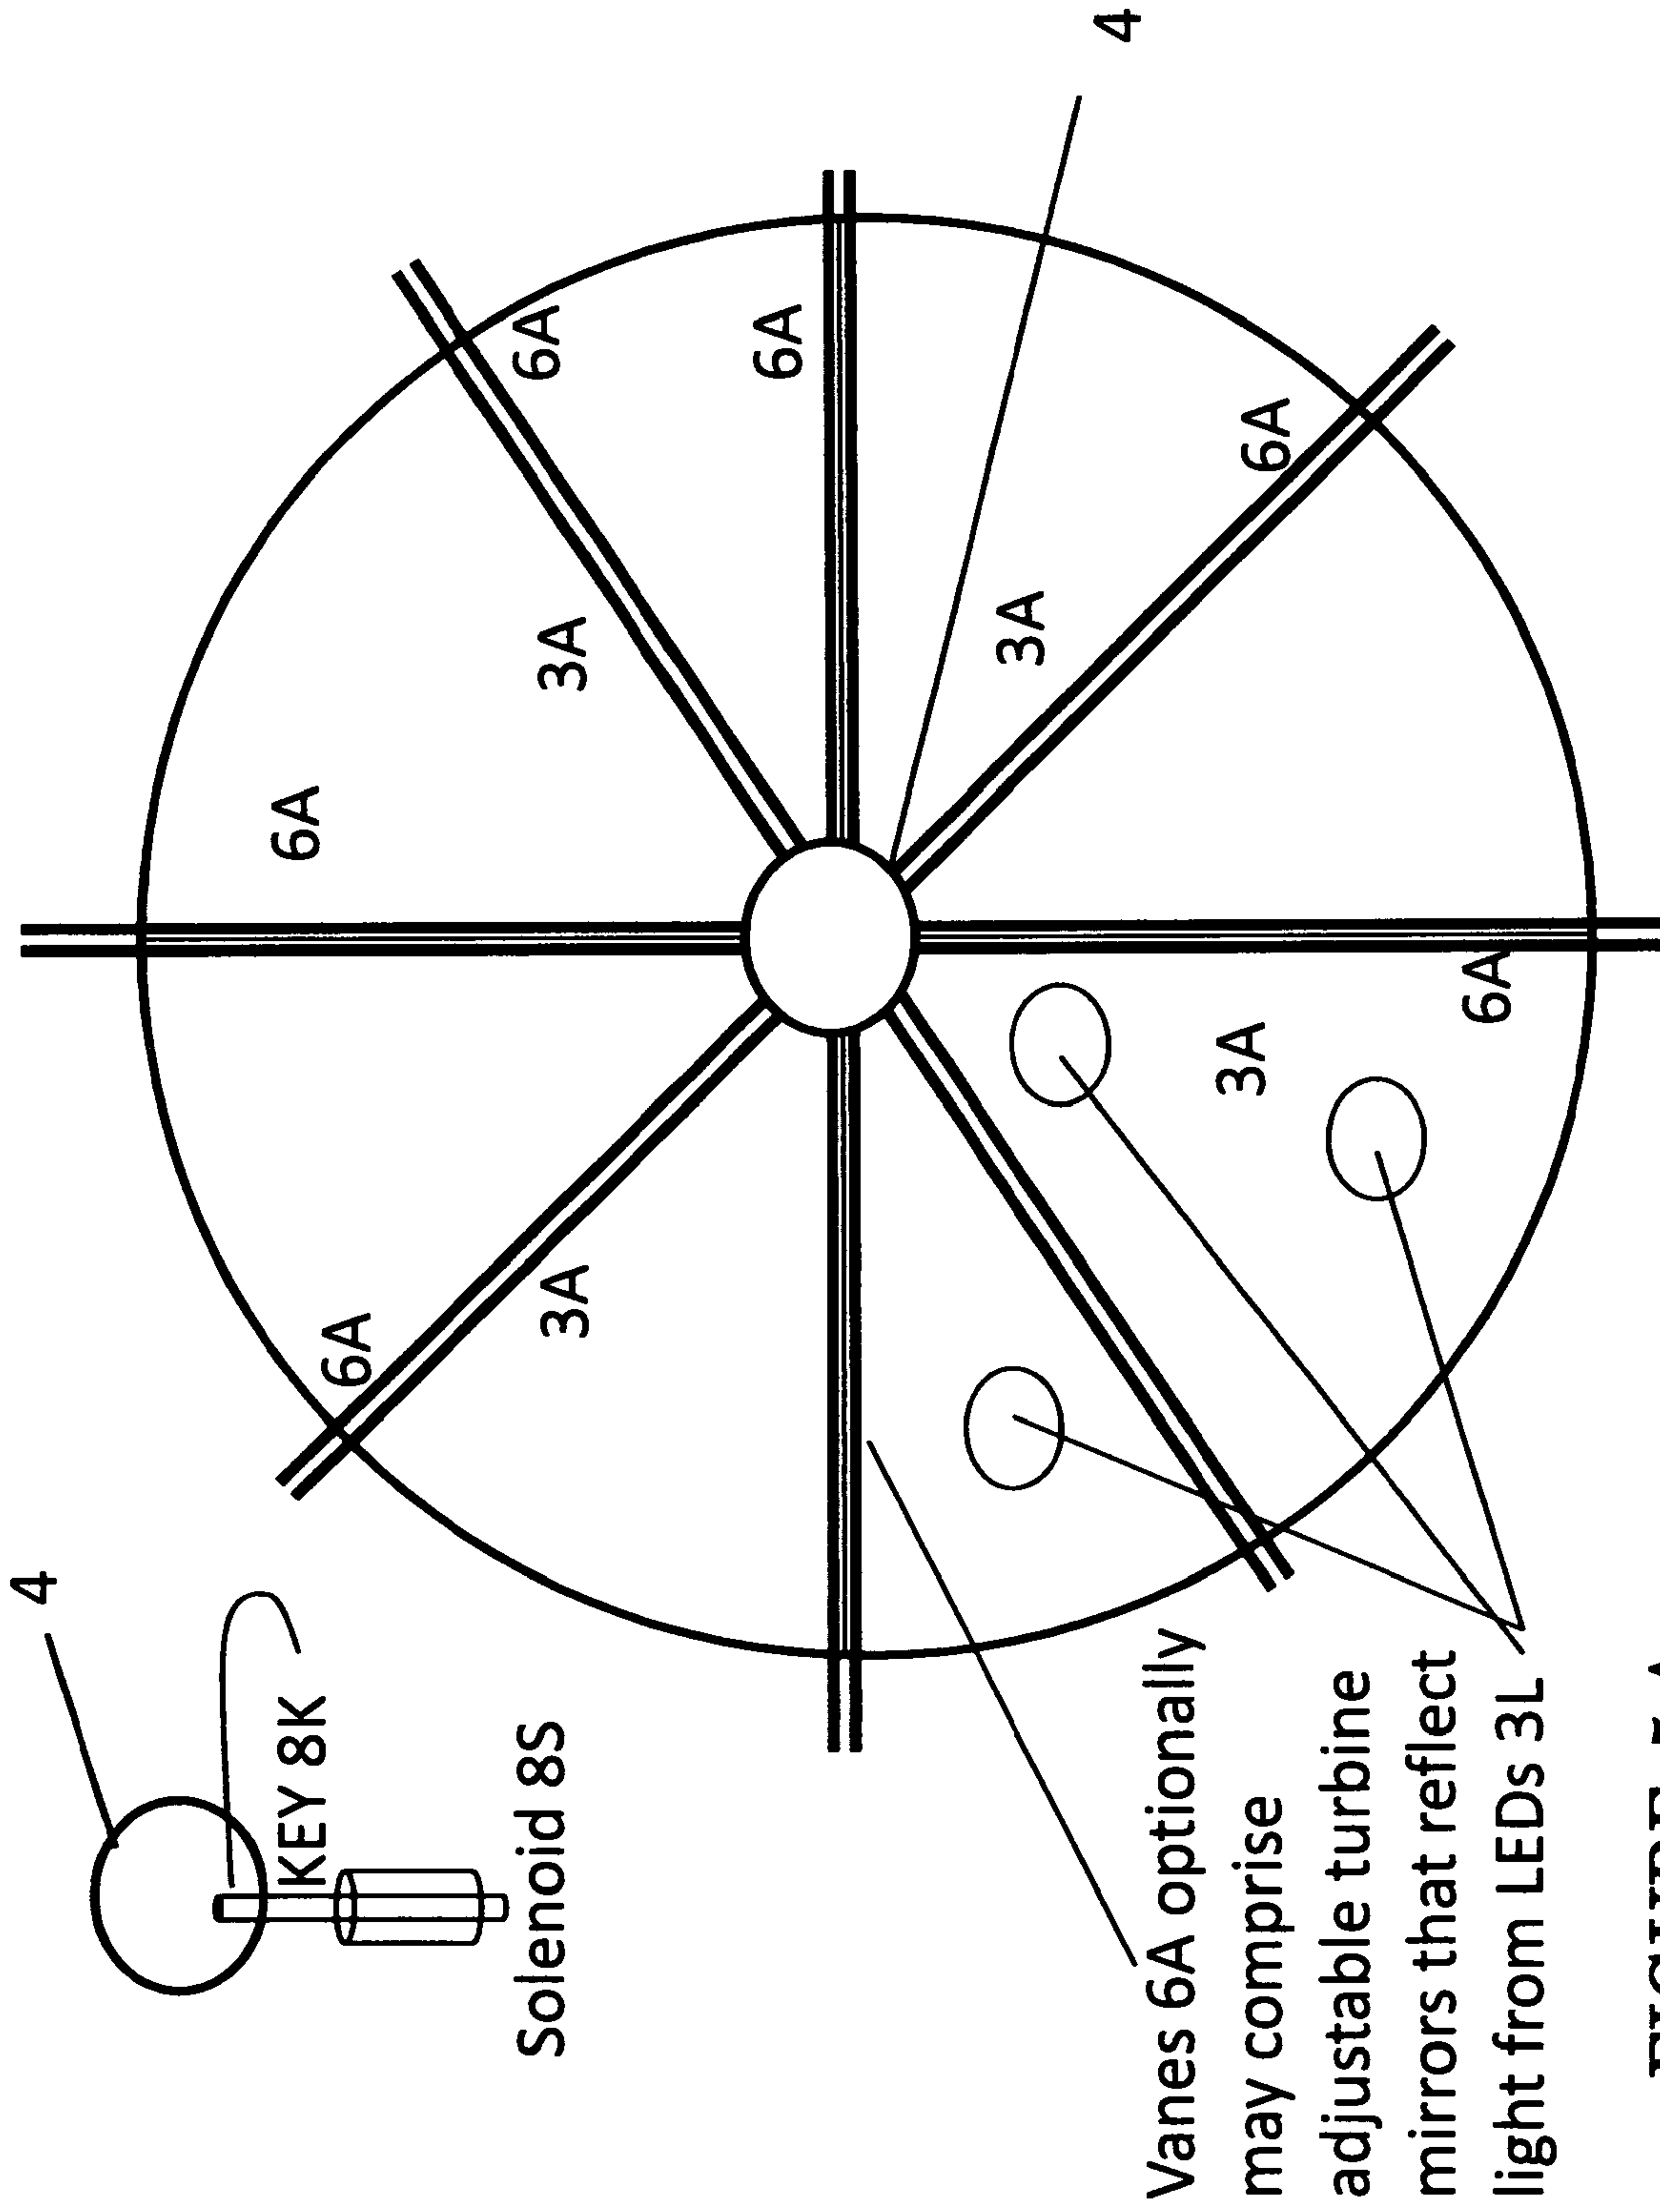 4
KEY 8K
Solenoid 8S
6A
6A
3A
3A
6A
6A
3A
6A
4
3A
6A
Vanes 6A optionally
may comprise
adjustable turbine
mirrors that reflect
light from LEDs 3L
FIGURE